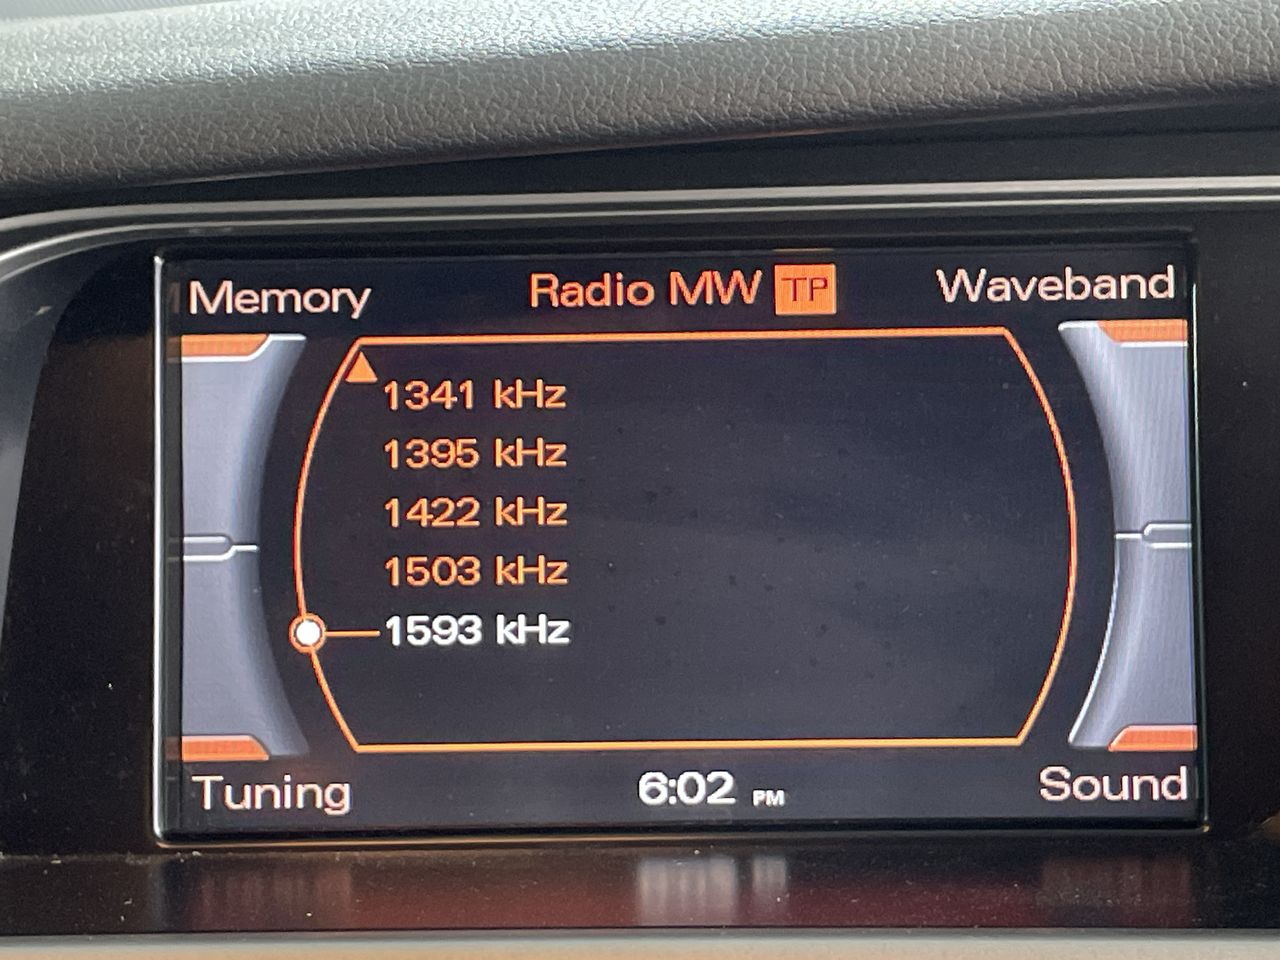 Memory
Radio MW TP
Waveband
1341 kHz
1395 kHz
1422 kHz
1503 kHz
1593 kHz
Tuning
6:02 PM
Sound